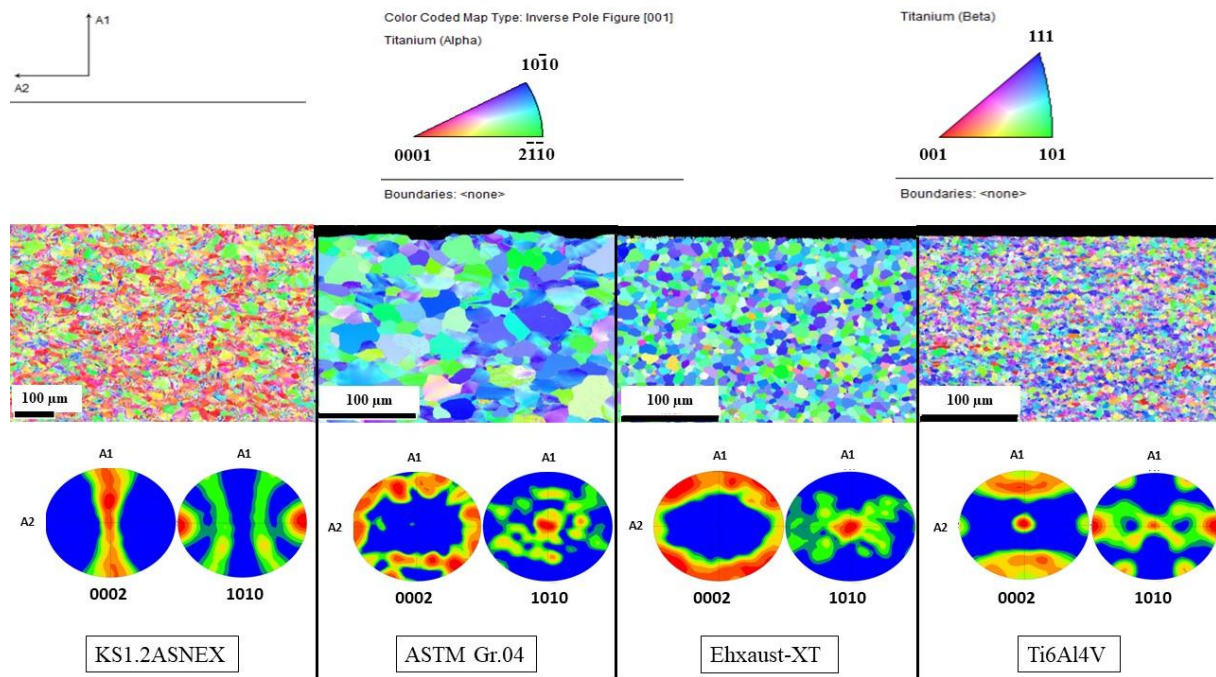 A1
A2
Color Coded Map Type: Inverse Pole Figure [001]
Titanium (Alpha)
101̅0
0001
21̅1̅0
Boundaries: <none>
Titanium (Beta)
111
001
101
Boundaries: <none>
100 µm
100 µm
100 µm
100 µm
A1
A1
A2
0002
1010
KS1.2ASNEX
A1
A1
A2
0002
1010
ASTM Gr.04
A1
A1
A2
0002
1010
Ehxaust-XT
A1
A1
A2
0002
1010
Ti6Al4V